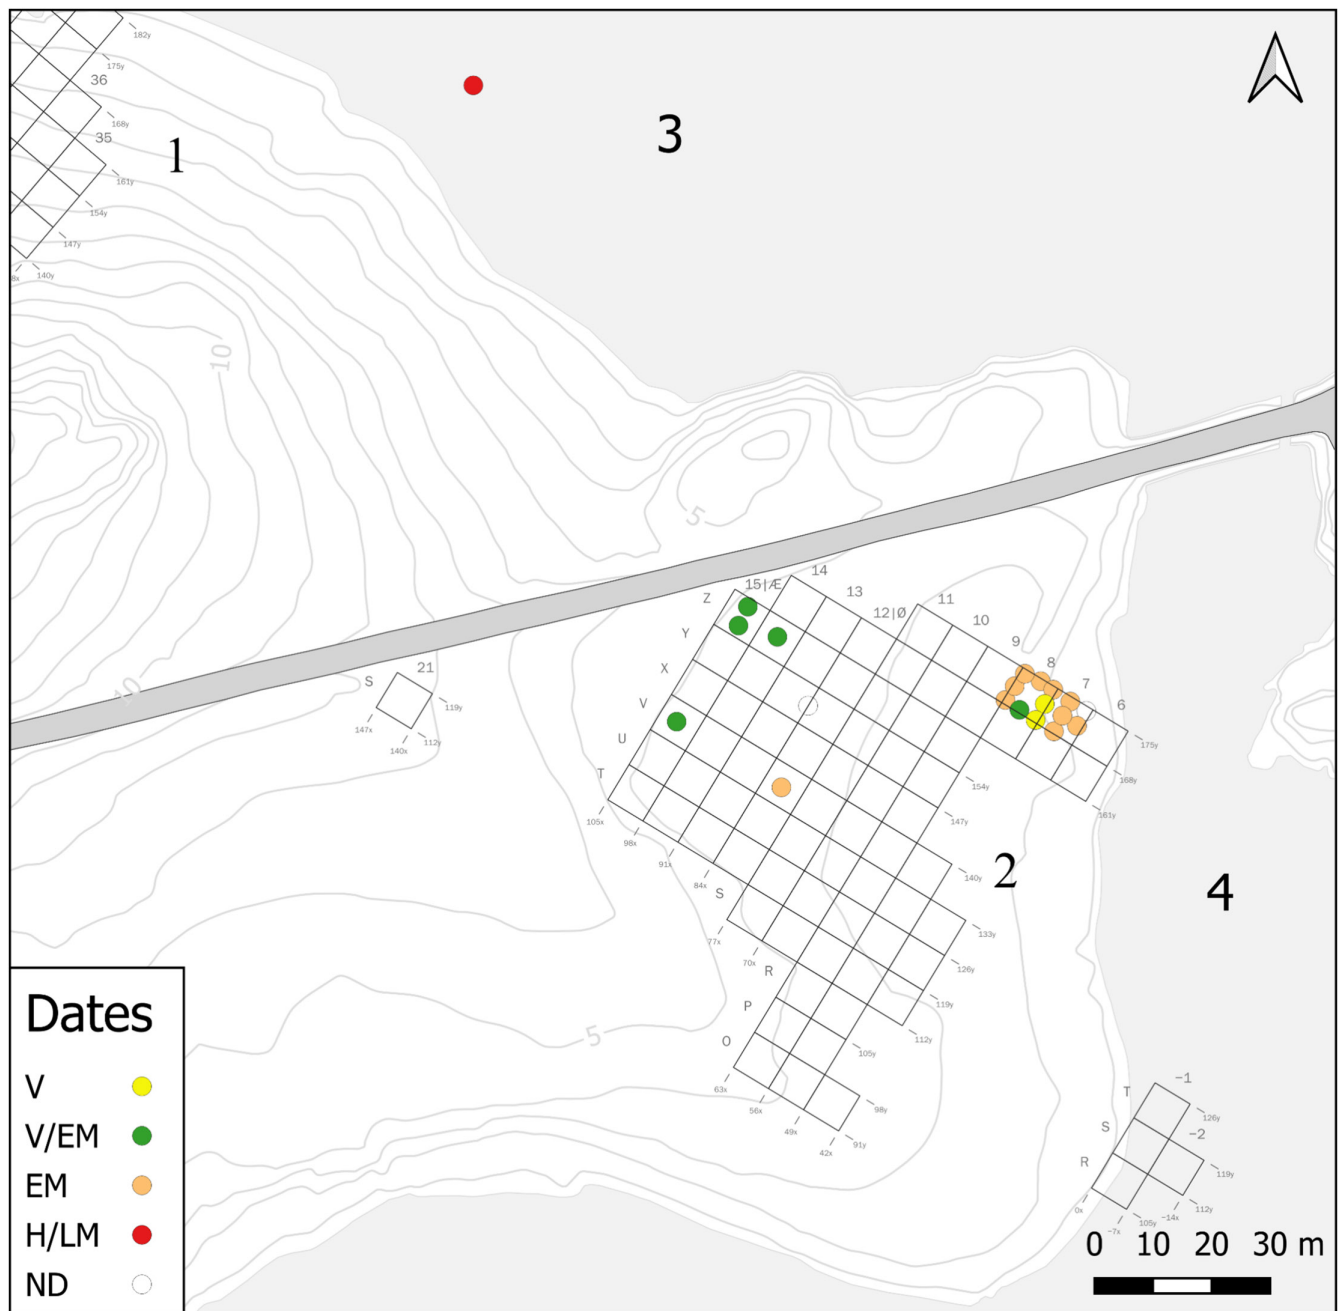 182y
175y
36
168y
35
161y
154y
147y
8x
140y
1
3
10
5
10
21
S
119y
147x
140x
112y
14
15|Æ
Z
13
12|Ø
11
10
9
8
7
6
Y
X
V
U
T
175y
168y
161y
154y
147y
140y
133y
126y
119y
112y
105x
98x
91x
84x
S
77x
70x
R
P
O
105y
98y
91y
63x
56x
49x
42x
2
4
5
-1
T
126y
S
-2
R
119y
112y
0x
-7x
105y
-14x
0 10 20 30 m
Dates
V
V/EM
EM
H/LM
ND